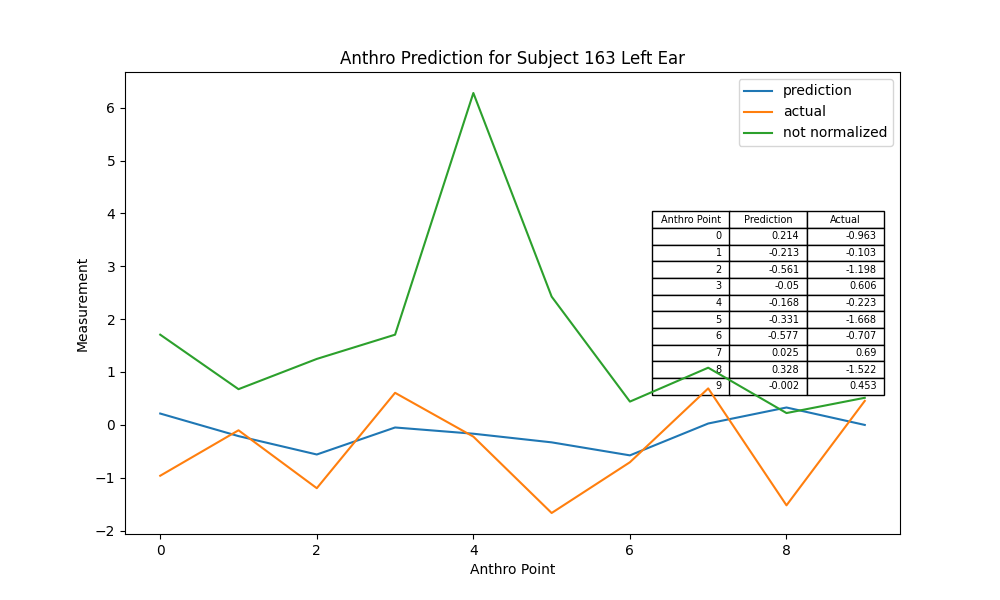 Anthro Prediction for Subject 163 Left Ear
prediction
actual
not normalized
Measurement
6
5
4
3
2
1
0
−1
−2
Anthro Point Prediction Actual
0 0.214 -0.963
1 -0.213 -0.103
2 -0.561 -1.198
3 -0.05 0.606
4 -0.168 -0.223
5 -0.331 -1.668
6 -0.577 -0.707
7 0.025 0.69
8 0.328 -1.522
9 -0.002 0.453
0 2 4 6 8
Anthro Point